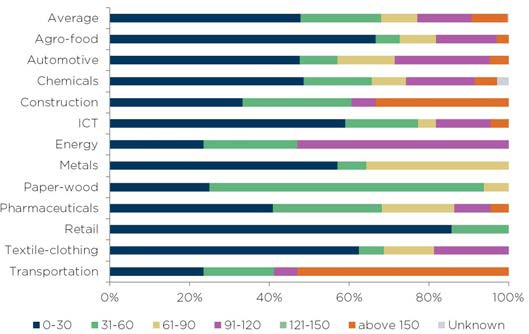 Average
Agro-food
Automotive
Chemicals
Construction
ICT
Energy
Metals
Paper-wood
Pharmaceuticals
Retail
Textile-clothing
Transportation
0% 20% 40% 60% 80% 100%
0-30 31-60 61-90 91-120 121-150 above 150 Unknown